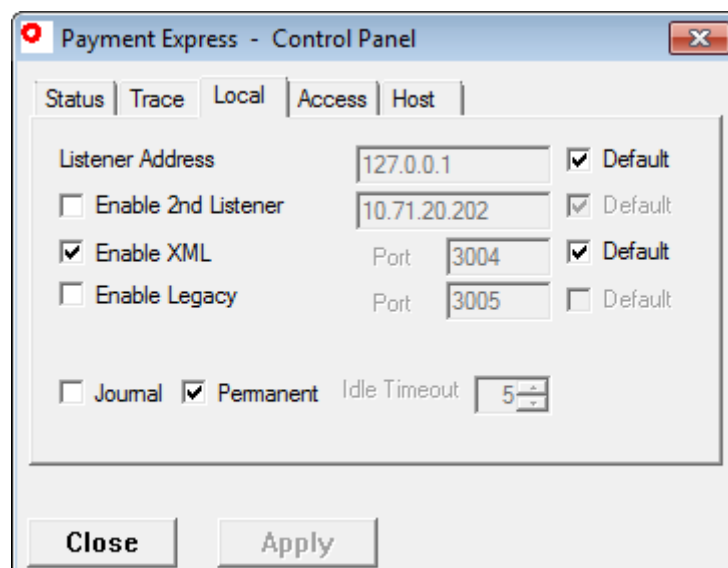 Payment Express - Control Panel
Status Trace Local Access Host
Listener Address 127.0.0.1 Default
Enable 2nd Listener 10.71.20.202 Default
Enable XML Port 3004 Default
Enable Legacy Port 3005 Default
Journal Permanent Idle Timeout 5
Close Apply